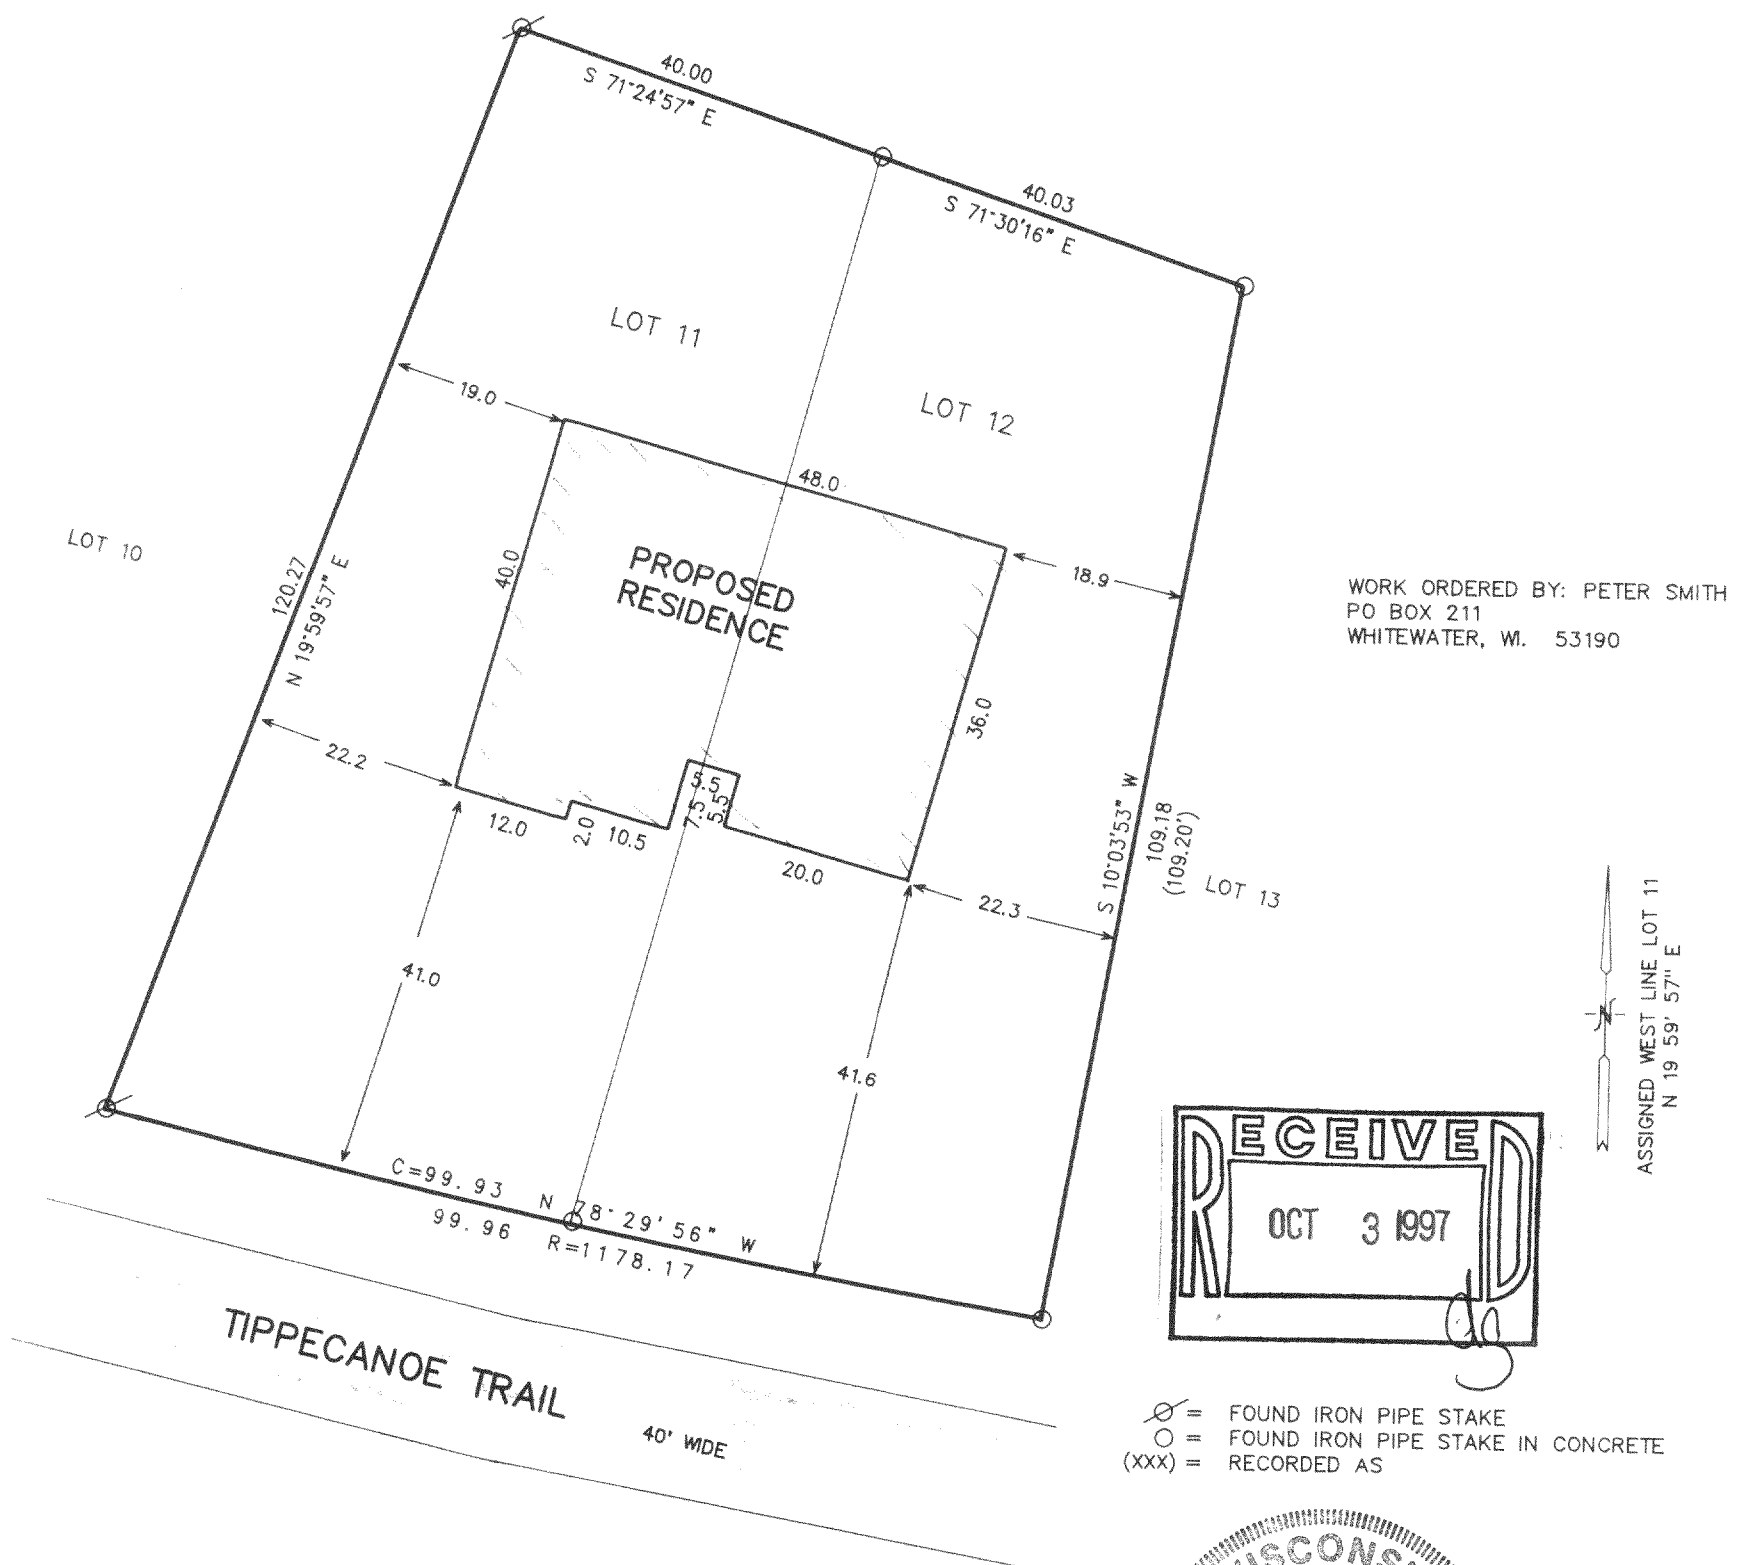 40.00
S 71°24'57" E
40.03
S 71°30'16" E
LOT 11
LOT 12
19.0
48.0
LOT 10
120.27
N 19°59'57" E
40.0
PROPOSED
RESIDENCE
18.9
WORK ORDERED BY: PETER SMITH
PO BOX 211
WHITEWATER, WI. 53190
36.0
22.2
5.5
7.5
5.5
12.0
2.0
10.5
20.0
S 10°03'53" W
109.18
(109.20')
LOT 13
22.3
41.0
41.6
N
ASSIGNED WEST LINE LOT 11
N 19 59' 57" E
C=99.93 N 78° 29' 56" W
99.96 R=1178.17
RECEIVED
OCT 3 1997
TIPPECANOE TRAIL
40' WIDE
= FOUND IRON PIPE STAKE
= FOUND IRON PIPE STAKE IN CONCRETE
(XXX) = RECORDED AS
WISCONS